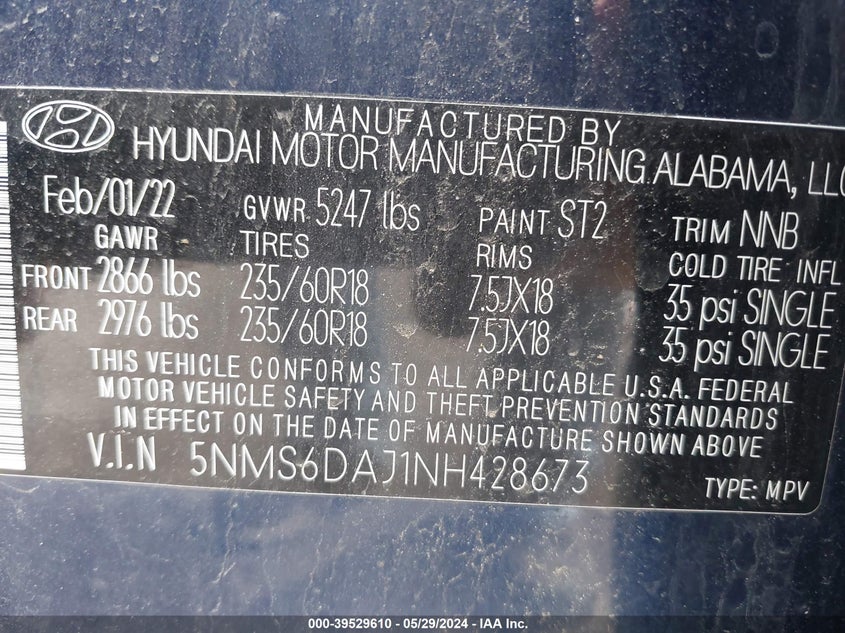 MANUFACTURED BY
HYUNDAI MOTOR MANUFACTURING ALABAMA, LLC
Feb/01/22 GVWR 5247 lbs PAINT ST2 TRIM NNB
GAWR TIRES RIMS COLD TIRE INFL
FRONT 2866 lbs 235/60R18 7.5JX18 35 psi SINGLE
REAR 2976 lbs 235/60R18 7.5JX18 35 psi SINGLE
THIS VEHICLE CONFORMS TO ALL APPLICABLE U.S.A. FEDERAL
MOTOR VEHICLE SAFETY AND THEFT PREVENTION STANDARDS
IN EFFECT ON THE DATE OF MANUFACTURE SHOWN ABOVE
V.I.N 5NMS6DAJ1NH428673 TYPE: MPV
000-39529610 - 05/29/2024 - IAA Inc.